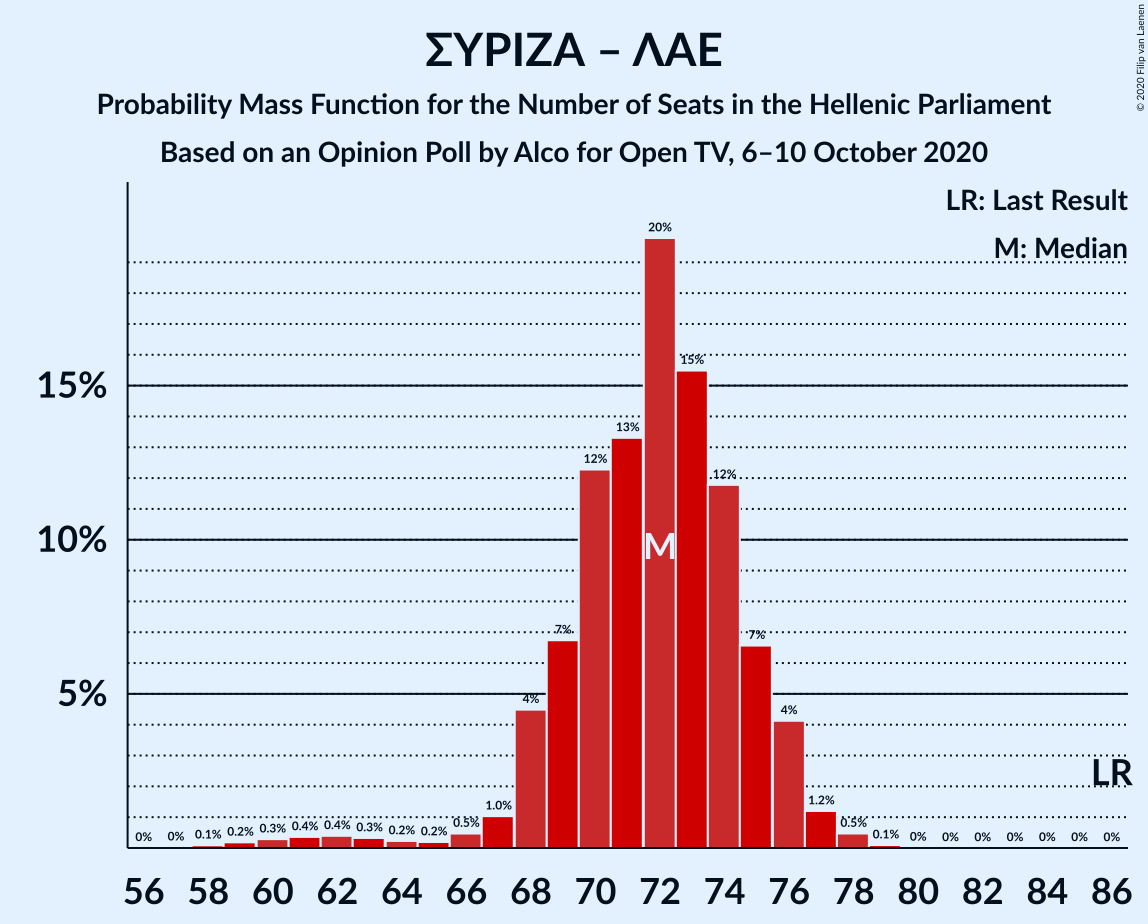 ΣΥΡΙΖΑ – ΛΑΕ
Probability Mass Function for the Number of Seats in the Hellenic Parliament
Based on an Opinion Poll by Alco for Open TV, 6–10 October 2020
© 2020 Filip van Laenen
LR: Last Result
M: Median
15%
10%
5%
0% 0% 0.1% 0.2% 0.3% 0.4% 0.4% 0.3% 0.2% 0.2% 0.5% 1.0% 4% 7% 12% 13% 20% 15% 12% 7% 4% 1.2% 0.5% 0.1% 0% 0% 0% 0% 0% 0% 0%
M
LR
56 58 60 62 64 66 68 70 72 74 76 78 80 82 84 86